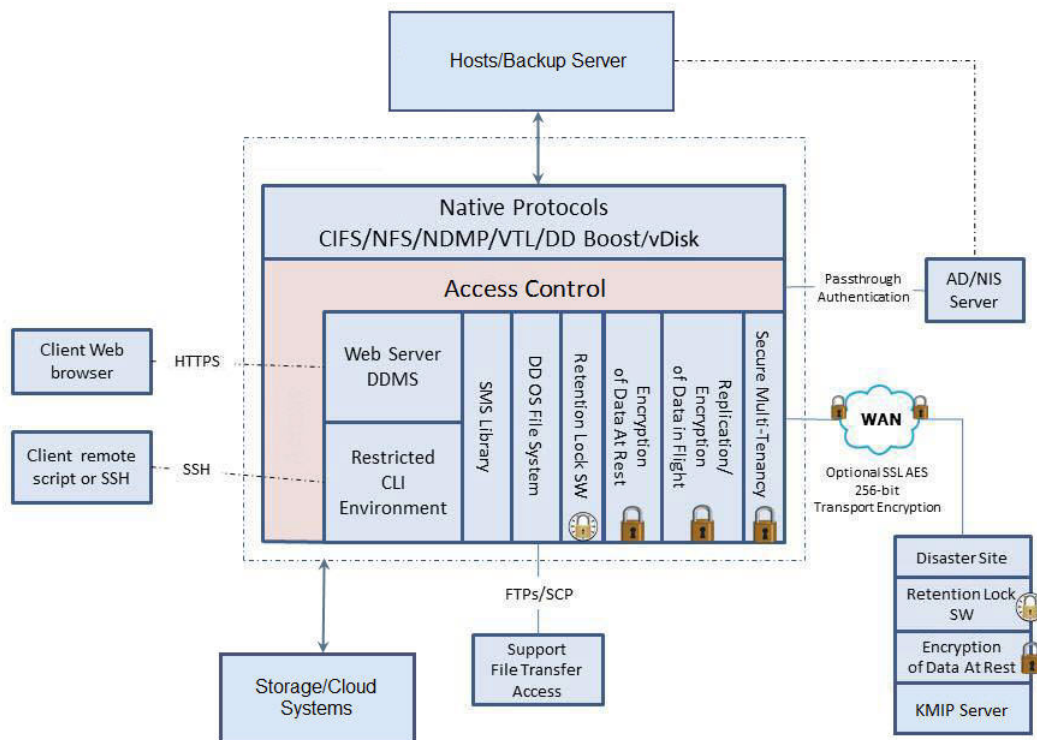 Hosts/Backup Server
Native Protocols
CIFS/NFS/NDMP/VTL/DD Boost/vDisk
Access Control
Passthrough
Authentication
AD/NIS
Server
Client Web
browser
HTTPS
Web Server
DDMS
Client remote
script or SSH
SSH
Restricted
CLI
Environment
SMS Library
DD OS File System
Retention Lock SW
Encryption
of Data At Rest
Replication/
Encryption
of Data in Flight
Secure Multi-Tenancy
WAN
Optional SSL AES
256-bit
Transport Encryption
Disaster Site
Retention Lock
SW
Encryption
of Data At Rest
KMIP Server
FTPs/SCP
Support
File Transfer
Access
Storage/Cloud
Systems